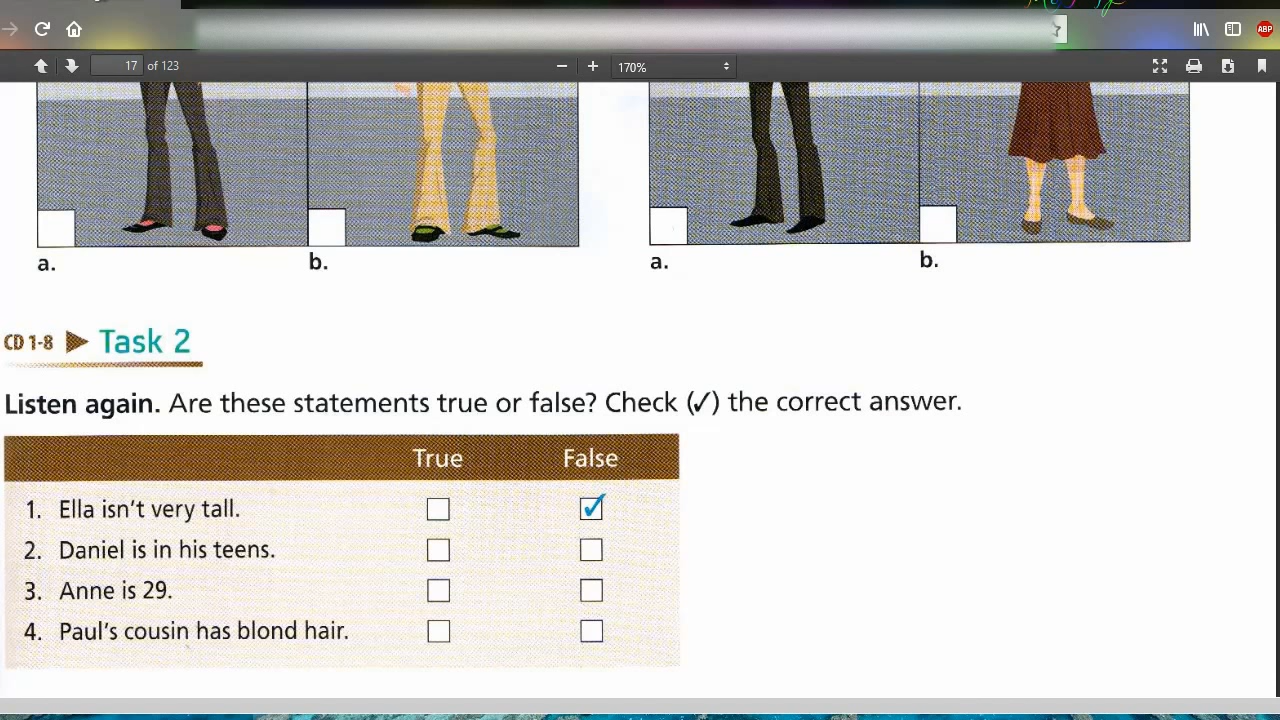 ABP
17 of 123
170%
a.
b.
a.
b.
CD 1-8 ▶ Task 2
Listen again. Are these statements true or false? Check (✓) the correct answer.
True False
1. Ella isn't very tall.
2. Daniel is in his teens.
3. Anne is 29.
4. Paul's cousin has blond hair.